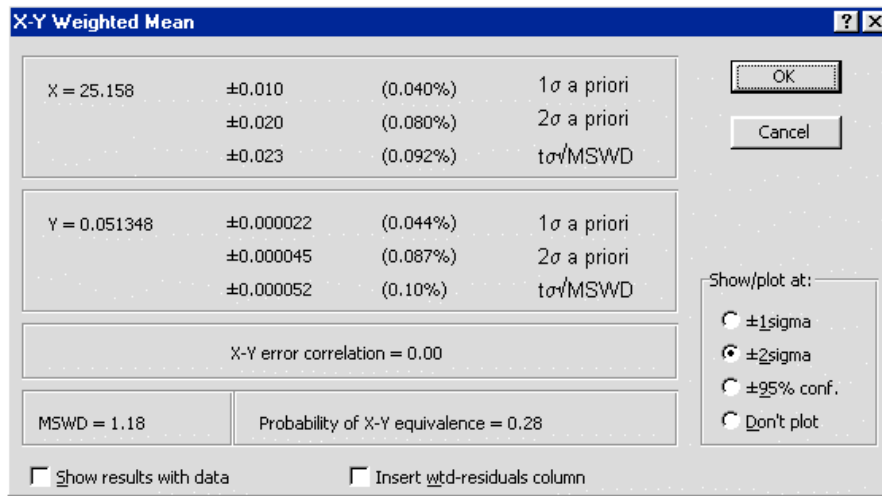 X-Y Weighted Mean
X = 25.158 ±0.010 (0.040%) 1σ a priori
±0.020 (0.080%) 2σ a priori
±0.023 (0.092%) tσ√MSWD
Y = 0.051348 ±0.000022 (0.044%) 1σ a priori
±0.000045 (0.087%) 2σ a priori
±0.000052 (0.10%) tσ√MSWD
X-Y error correlation = 0.00
MSWD = 1.18 Probability of X-Y equivalence = 0.28
Show results with data Insert wtd-residuals column
OK
Cancel
Show/plot at:
±1sigma
±2sigma
±95% conf.
Don't plot